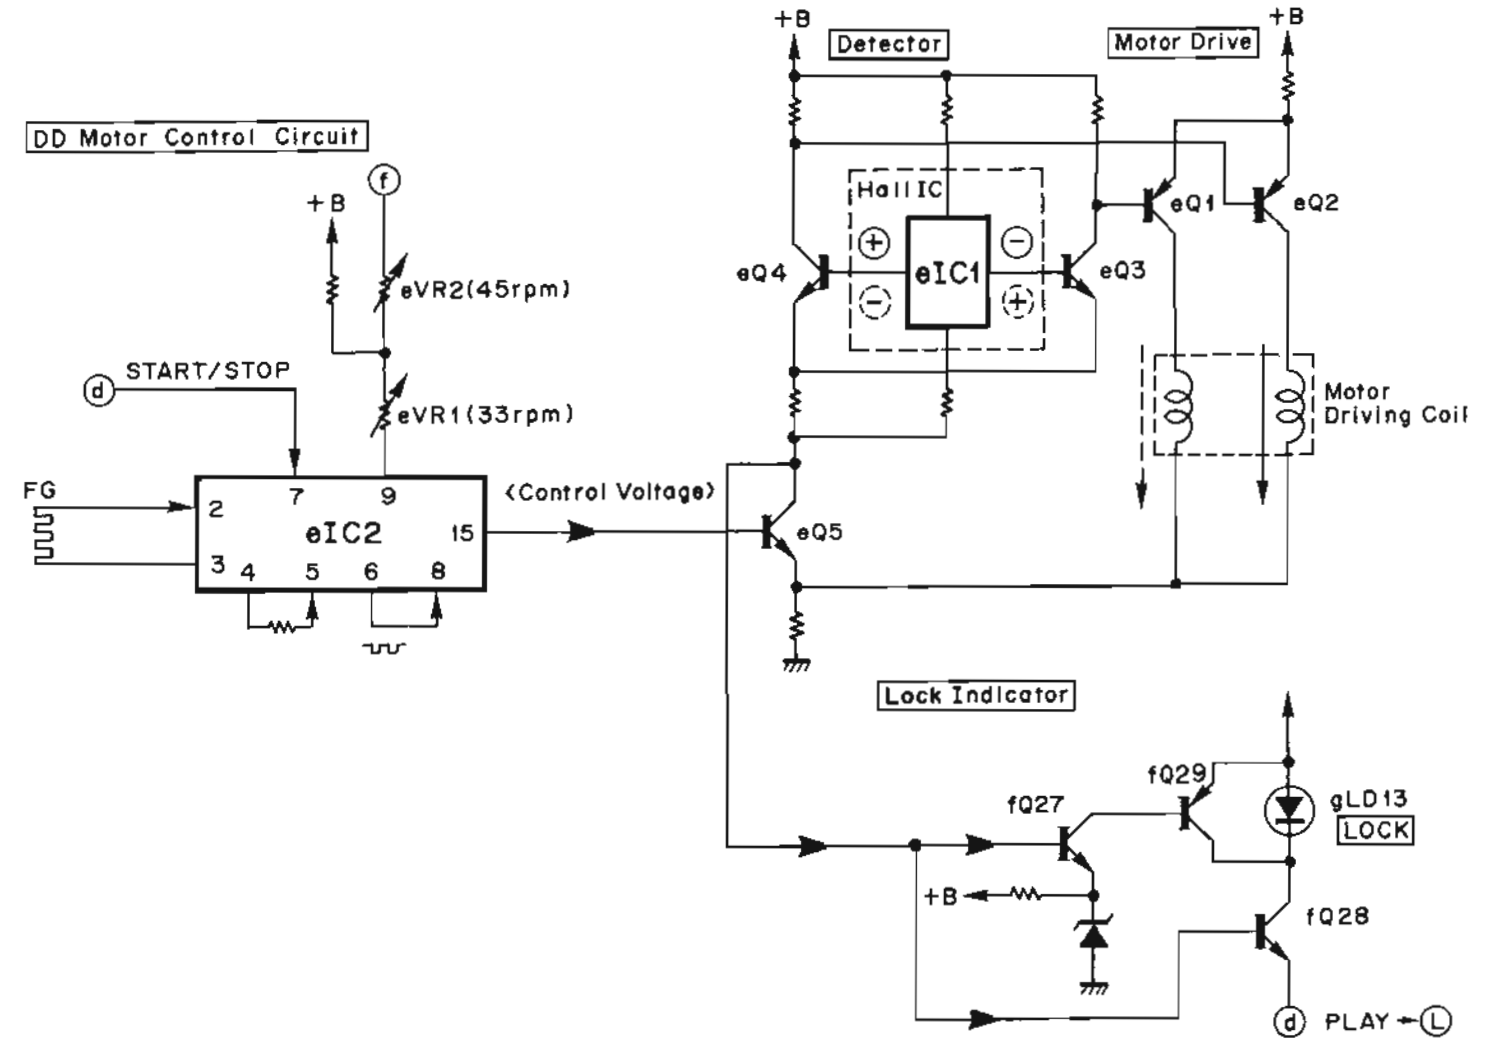 +B
Detector
Motor Drive
+B
DD Motor Control Circuit
f
+B
Hall IC
eQ1
eQ2
+
−
eQ4
eIC1
eQ3
−
+
eVR2(45rpm)
START/STOP
d
eVR1(33rpm)
Motor
Driving Coil
FG
7
9
<Control Voltage>
2
eIC2
15
eQ5
3
4
5
6
8
Lock Indicator
fQ29
fQ27
gLD13
LOCK
+B
fQ28
d PLAY → L